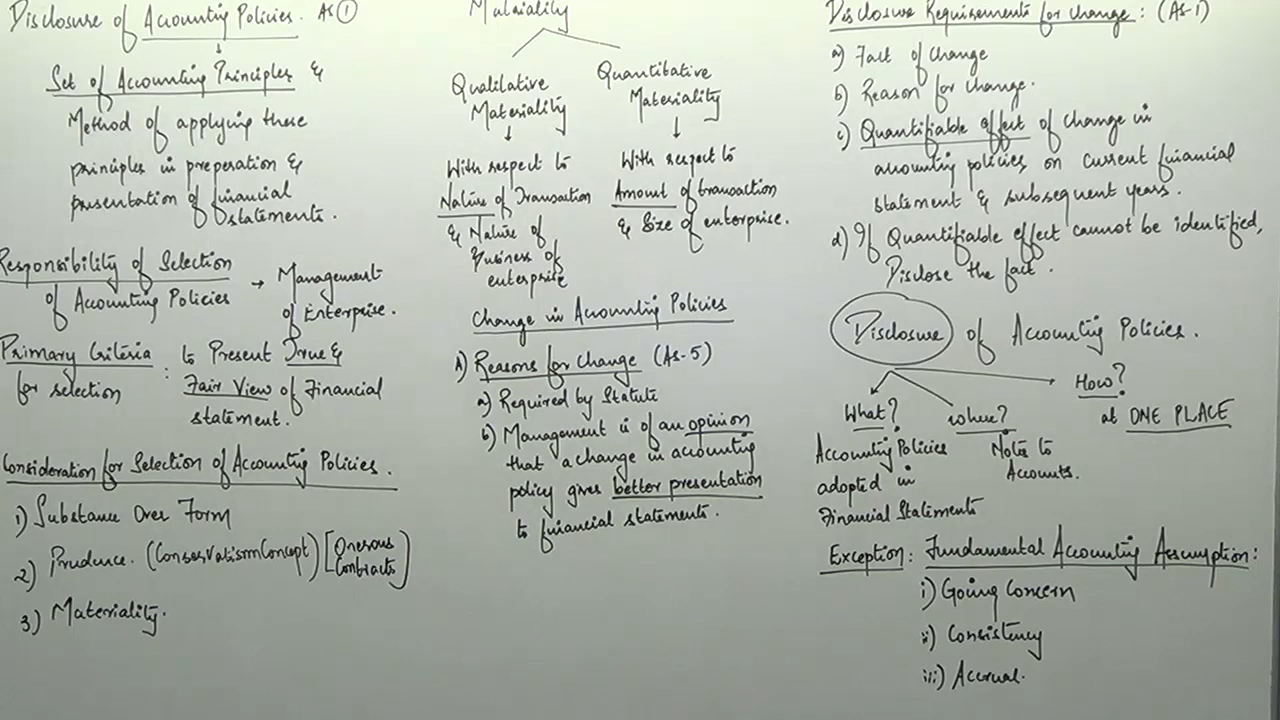 Disclosure of Accounting Policies. AS ①
Set of Accounting Principles &
Method of applying these
principles in preperation &
presentation of financial
statements.
Responsibility of Selection
of Accounting Policies → Management
of Enterprise.
Primary Criteria : to Present True &
for selection Fair View of Financial
statement.
Consideration for Selection of Accounting Policies.
1) Substance Over Form
2) Prudence. (Conservatism Concept) [Onerous
Contracts]
3) Materiality.
Materiality
Qualitative
Materiality
With respect to
Nature of Transaction
& Nature of
Business of
enterprise
Quantitative
Materiality
With respect to
Amount of transaction
& Size of enterprise.
Change in Accounting Policies
A) Reasons for Change (AS-5)
a) Required by Statute
b) Management is of an opinion
that a change in accounting
policy gives better presentation
to financial statements.
Disclosure Requirements for change : (AS-1)
a) Fact of Change
b) Reason for change.
c) Quantifiable effect of change in
accounting policies on current financial
statement & subsequent years.
d) If Quantifiable effect cannot be identified,
Disclose the fact.
Disclosure of Accounting Policies.
What?
Accounting Policies
adopted in
Financial Statements
where?
Notes to
Accounts.
How?
at ONE PLACE
Exception : Fundamental Accounting Assumption :
i) Going Concern
ii) Consistency
iii) Accrual.